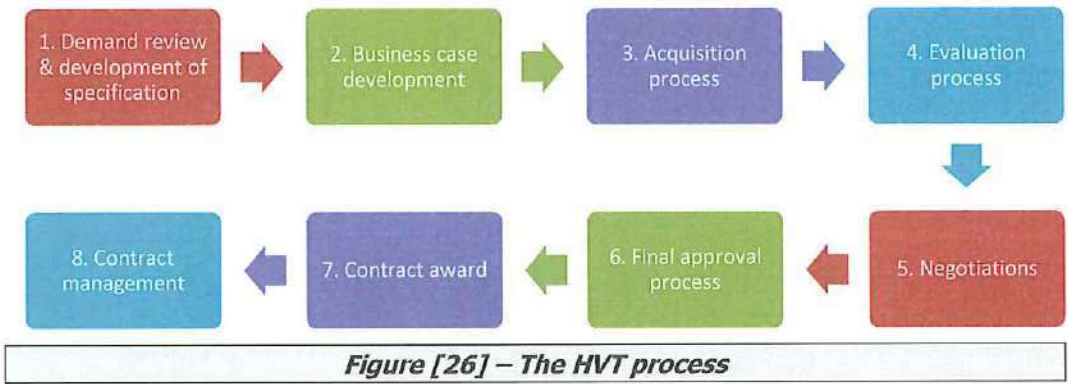 1. Demand review
& development of
specification
2. Business case
development
3. Acquisition
process
4. Evaluation
process
5. Negotiations
6. Final approval
process
7. Contract award
8. Contract
management
Figure [26] – The HVT process